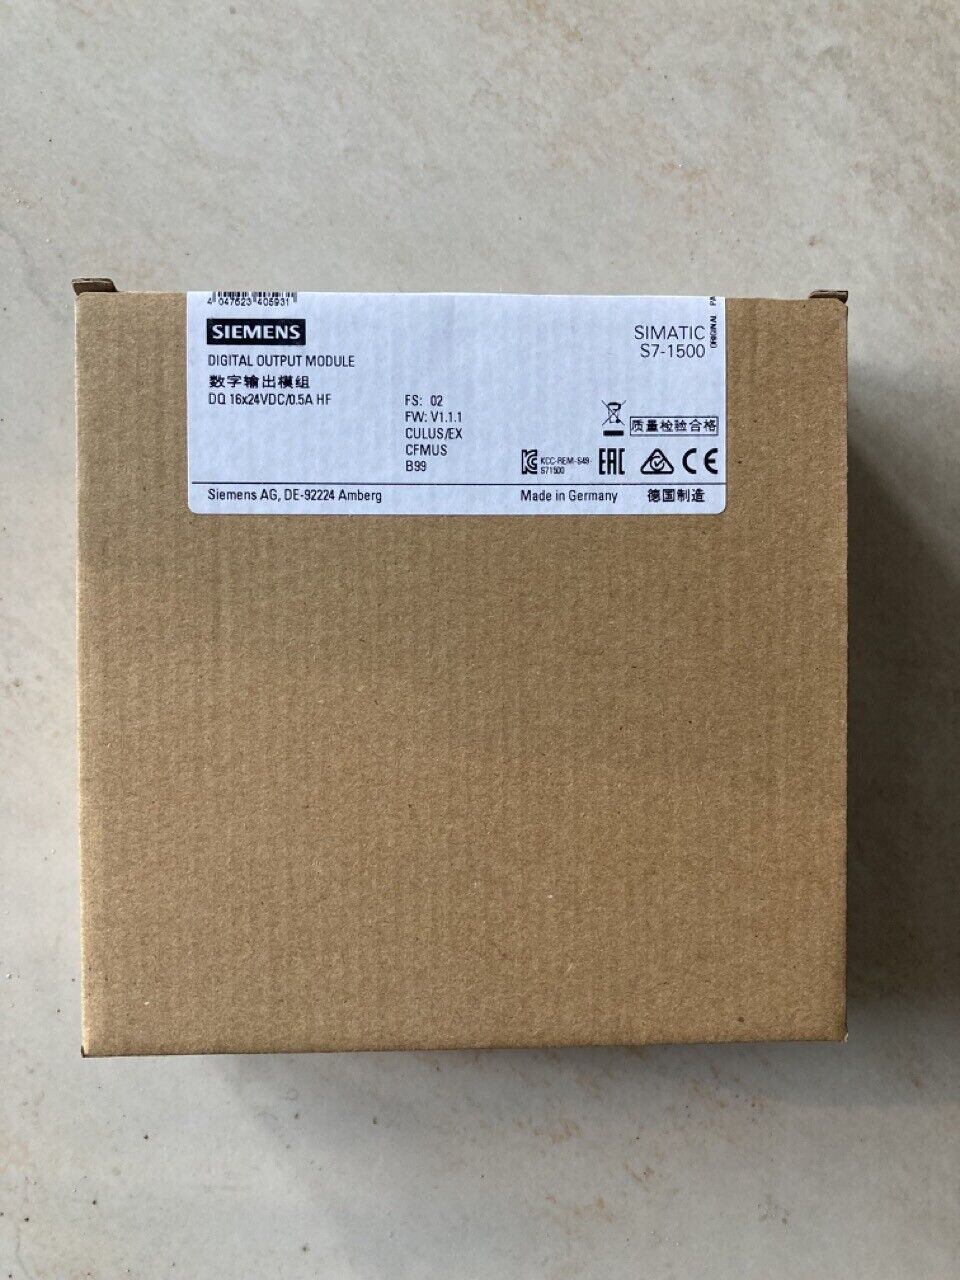 4 047623 405931
SIEMENS
SIMATIC
S7-1500
ORIGINAL
DIGITAL OUTPUT MODULE
数字输出模组
DQ 16x24VDC/0.5A HF
FS: 02
FW: V1.1.1
CULUS/EX
CFMUS
B99
质量检验合格
KCC-REM-S49-
S71500
EAC
CE
Siemens AG, DE-92224 Amberg
Made in Germany
德国制造